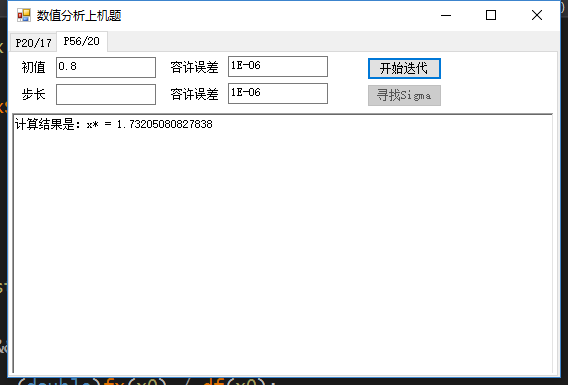 数值分析上机题
P20/17 P56/20
初值 0.8 容许误差 1E-06 开始迭代
步长 容许误差 1E-06 寻找Sigma
计算结果是: x* = 1.73205080827838
(double)fx(x0) / df(x0);